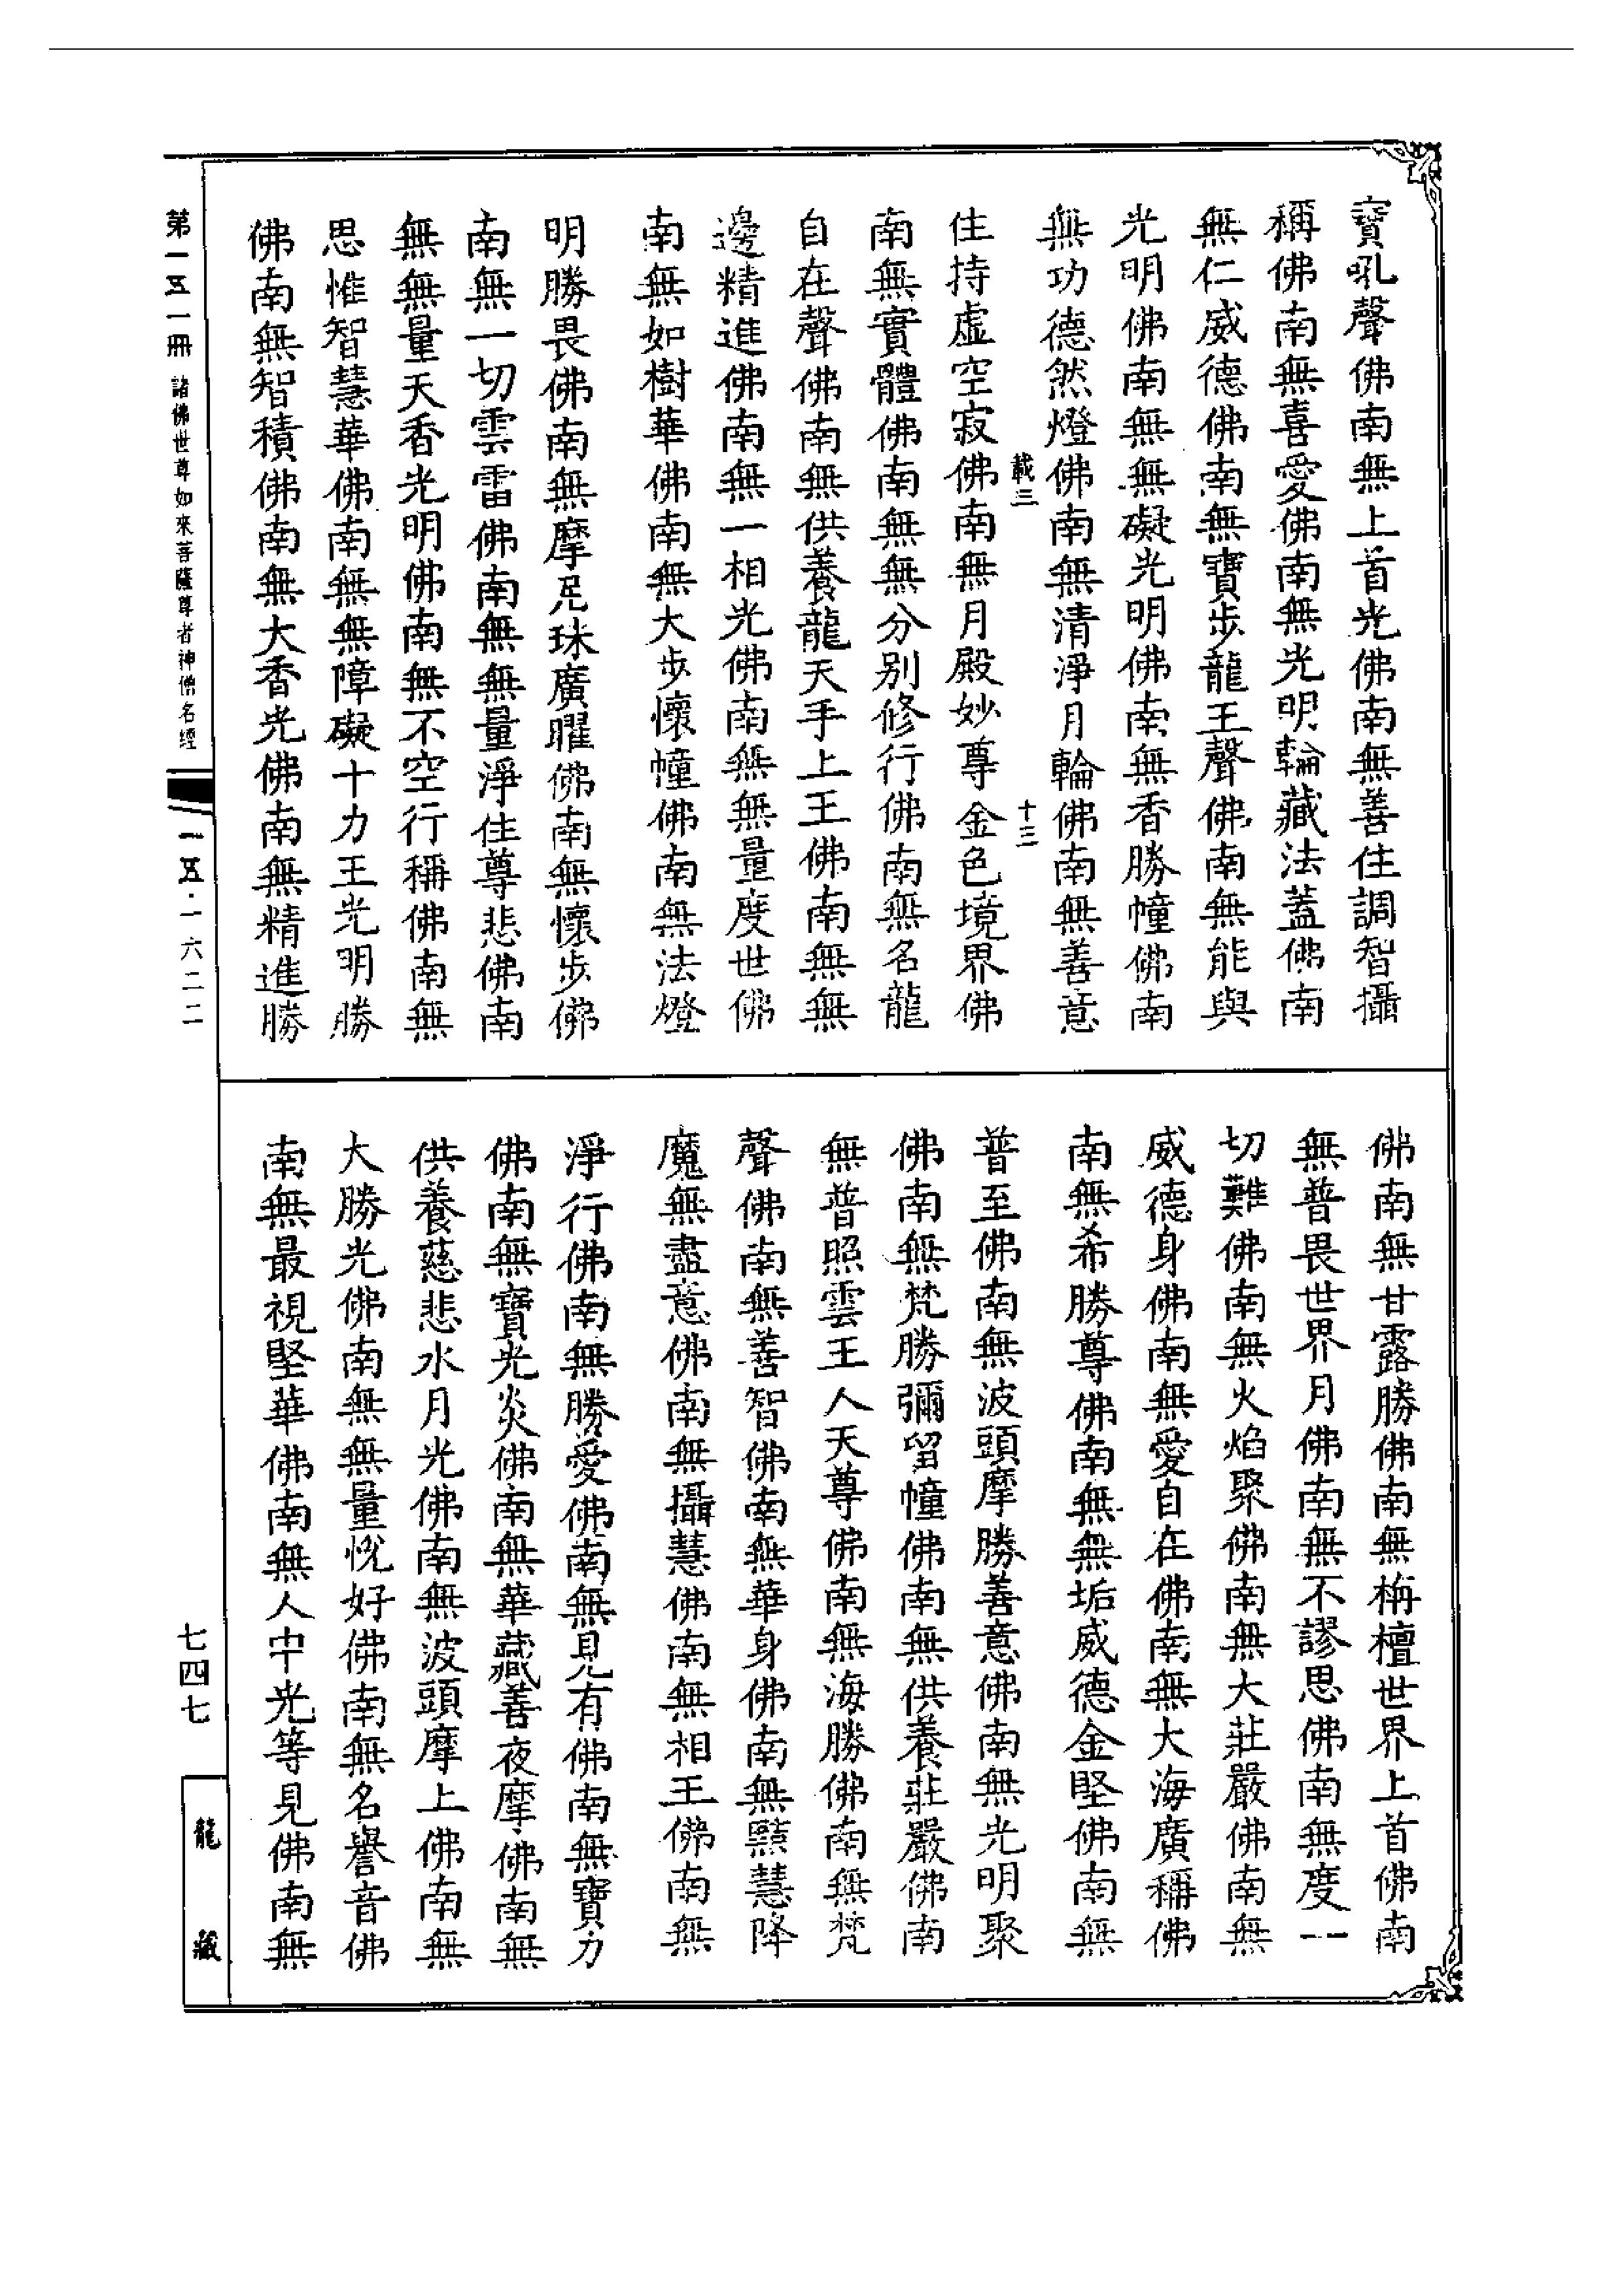 寶吼聲佛南無上首光佛南無善住調智攝
稱佛南無喜愛佛南無光明輪藏法蓋佛南
無仁威德佛南無寶步龍王聲佛南無能與
光明佛南無無礙光明佛南無香勝幢佛南
無功德然燈佛南無清淨月輪佛南無善意
載三
十三
住持虛空寂佛南無月殿妙尊金色境界佛
南無實體佛南無無分別修行佛南無名龍
自在聲佛南無供養龍天手上王佛南無無
邊精進佛南無一相光佛南無無量度世佛
南無如樹華佛南無大步懷幢佛南無法燈
明勝畏佛南無摩尼珠廣曜佛南無懷步佛
南無一切雲雷佛南無無量淨住尊悲佛南
無無量天香光明佛南無不空行稱佛南無
思惟智慧華佛南無無障礙十力王光明勝
佛南無智積佛南無大香光佛南無精進勝
佛南無甘露勝佛南無栴檀世界上首佛南
無普畏世界月佛南無不謬思佛南無度一
切難佛南無火焰聚佛南無大莊嚴佛南無
威德身佛南無愛自在佛南無大海廣稱佛
南無希勝尊佛南無無垢威德金堅佛南無
普至佛南無波頭摩勝善意佛南無光明聚
佛南無梵勝彌留幢佛南無供養莊嚴佛南
無普照雲王人天尊佛南無海勝佛南無梵
聲佛南無善智佛南無華身佛南無黠慧降
魔無盡意佛南無攝慧佛南無相王佛南無
淨行佛南無勝愛佛南無見有佛南無寶力
佛南無寶光炎佛南無華藏善夜摩佛南無
供養慈悲水月光佛南無波頭摩上佛南無
大勝光佛南無無量悅好佛南無名譽音佛
南無最視堅華佛南無人中光等見佛南無
第一五一冊 諸佛世尊如來菩薩尊者神僧名經
一五·一六二二
七四七
龍藏